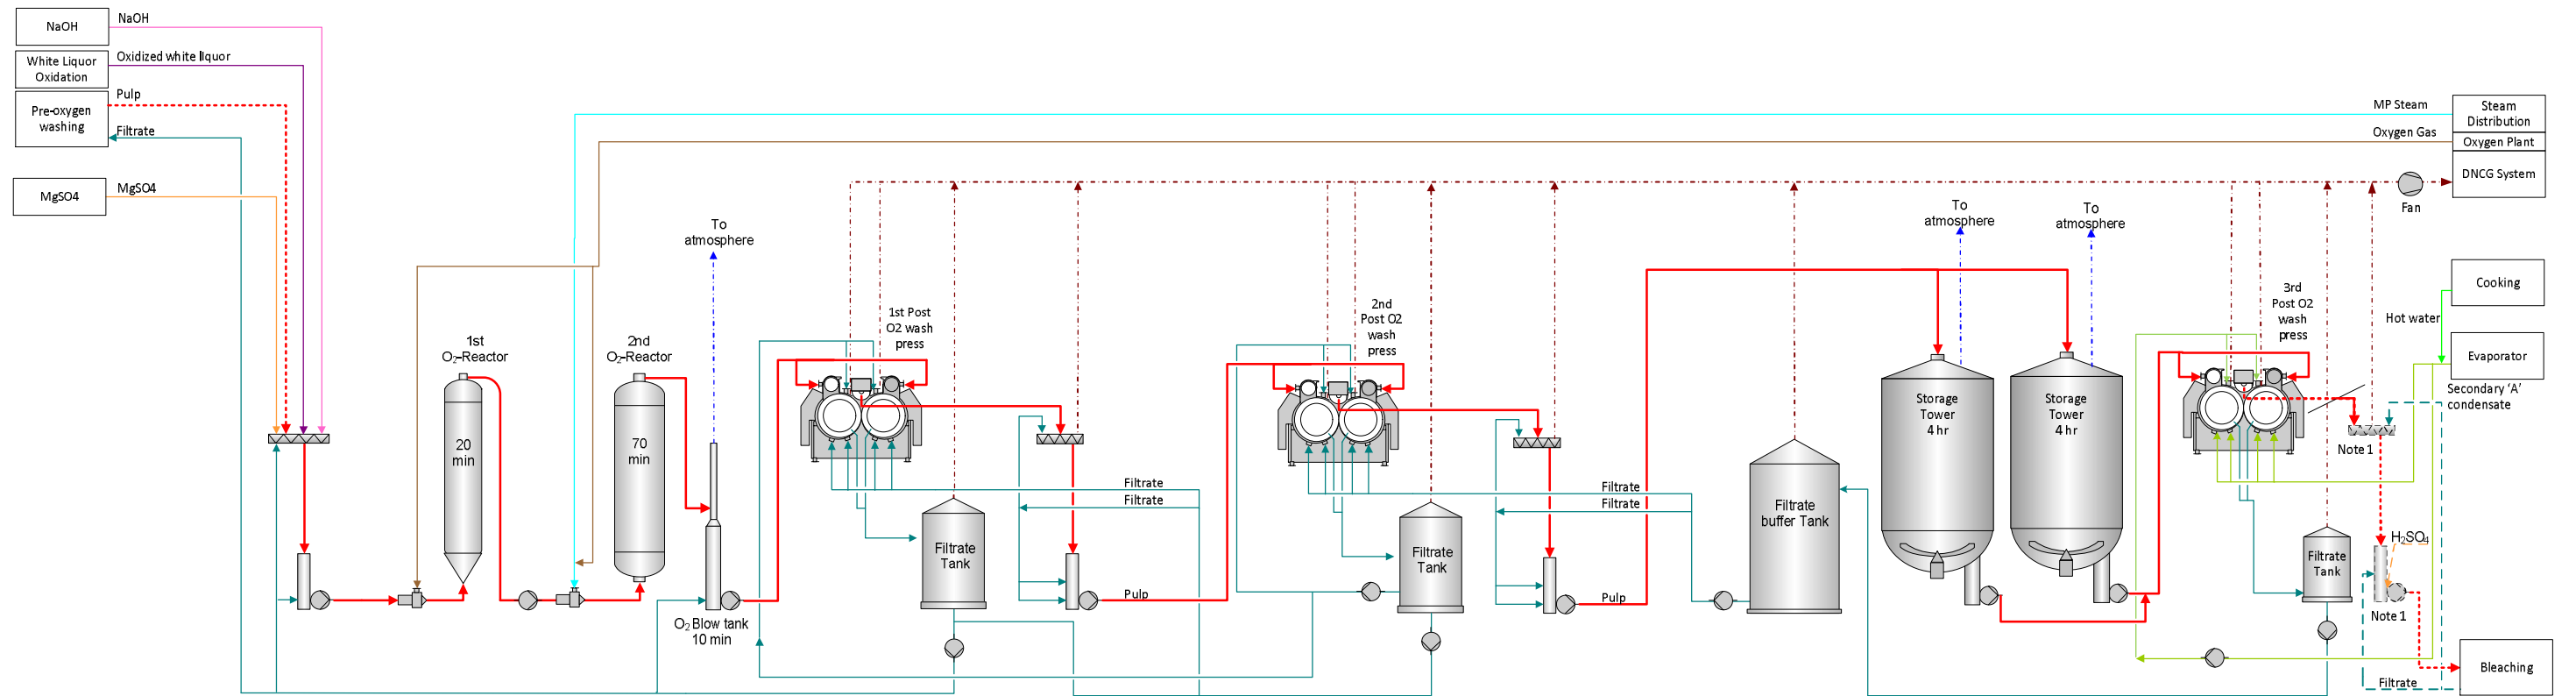 NaOH
NaOH
White Liquor
Oxidation
Oxidized white liquor
Pre-oxygen
washing
Pulp
Filtrate
MgSO4
MgSO4
MP Steam
Steam
Distribution
Oxygen Gas
Oxygen Plant
DNCG System
Fan
To
atmosphere
To
atmosphere
To
atmosphere
Cooking
Hot water
Evaporator
Secondary ‘A’
condensate
1st
O₂-Reactor
20
min
2nd
O₂-Reactor
70
min
O₂ Blow tank
10 min
1st Post
O2 wash
press
Filtrate
Filtrate
Filtrate
Tank
Pulp
2nd
Post O2
wash
press
Filtrate
Filtrate
Filtrate
Tank
Pulp
Filtrate
buffer Tank
Storage
Tower
4 hr
Storage
Tower
4 hr
3rd
Post O2
wash
press
Note 1
H₂SO₄
Filtrate
Tank
Note 1
Bleaching
Filtrate